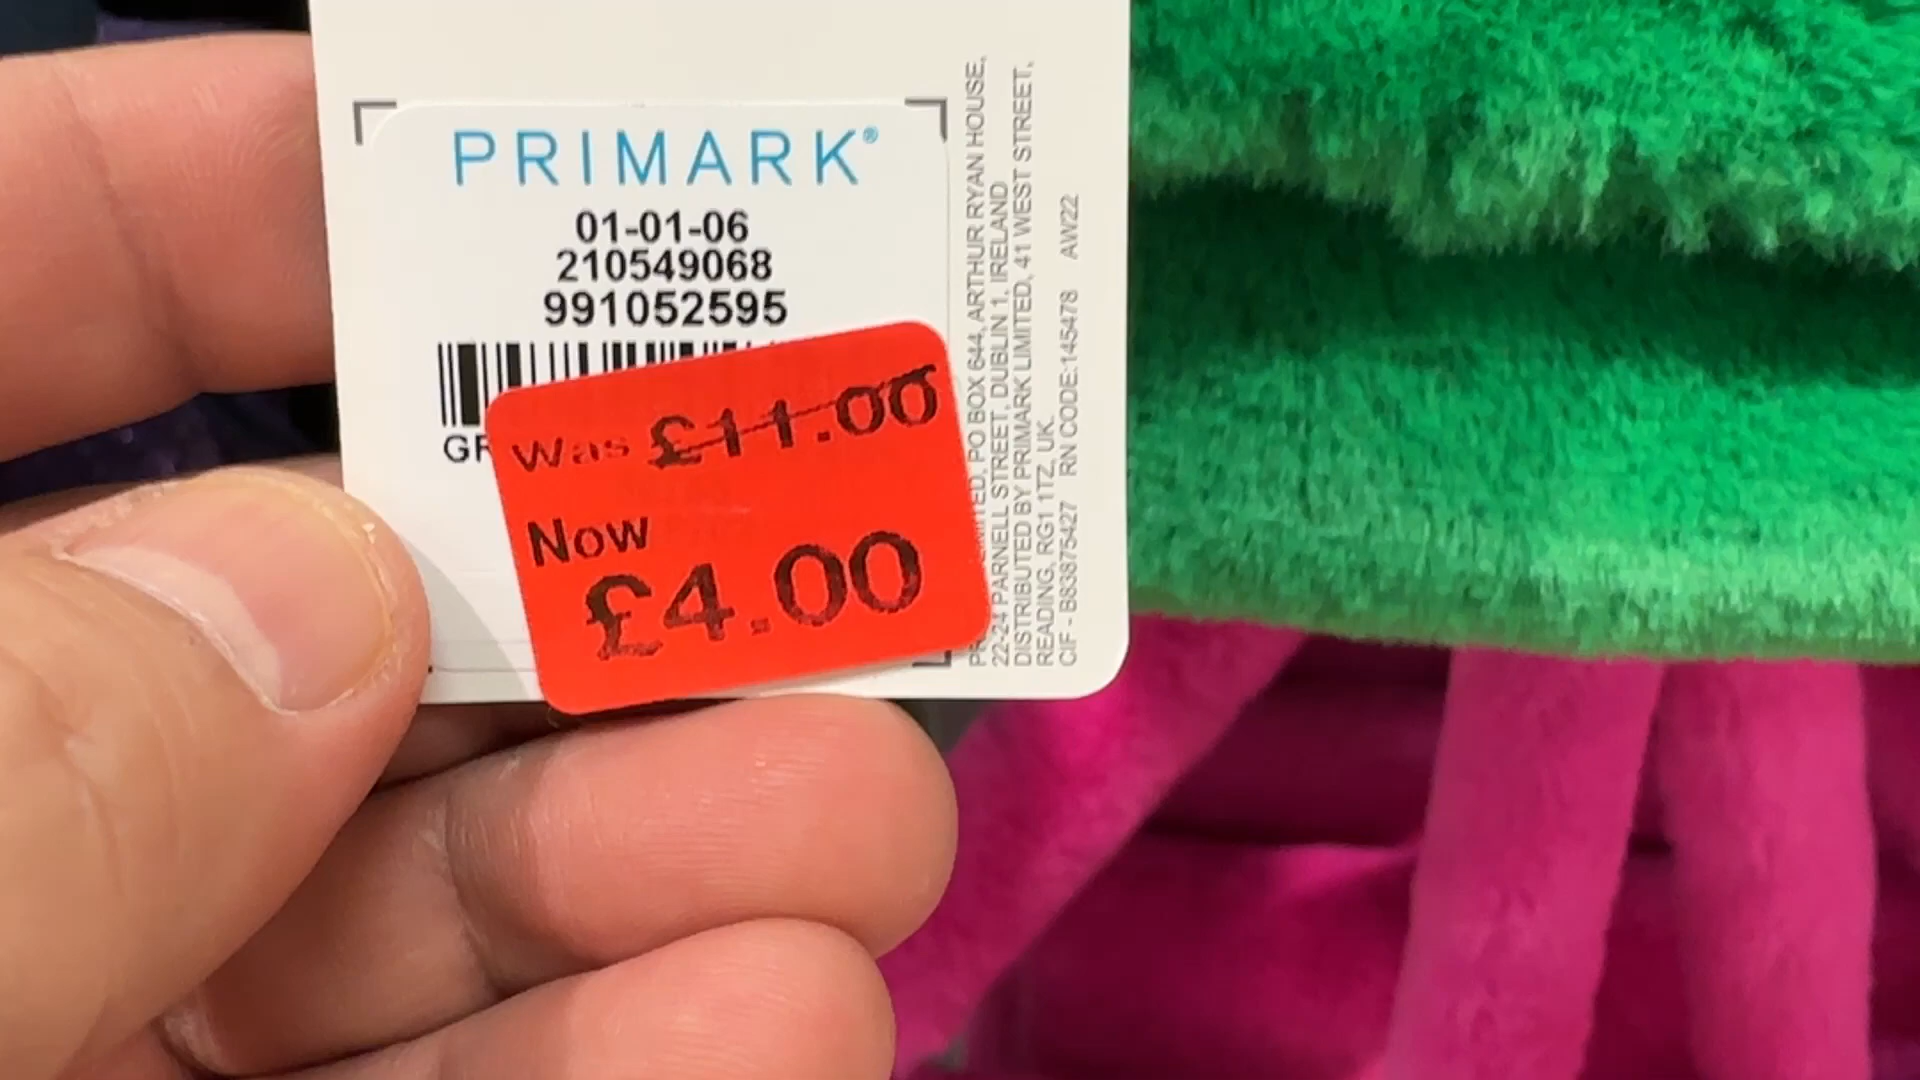 PRIMARK®
01-01-06
210549068
991052595
GR
Was £11.00
Now
£4.00
PO BOX 644, ARTHUR RYAN HOUSE,
22-24 PARNELL STREET, DUBLIN 1, IRELAND
DISTRIBUTED BY PRIMARK LIMITED, 41 WEST STREET,
READING, RG1 1TZ, UK.
CIF - B83875427 RN CODE:145478 AW22